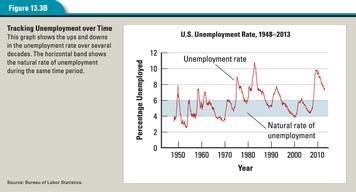 Figure 13.3B
Tracking Unemployment over Time
This graph shows the ups and downs
in the unemployment rate over several
decades. The horizontal band shows
the natural rate of unemployment
during the same time period.
Source: Bureau of Labor Statistics
U.S. Unemployment Rate, 1948–2013
Percentage Unemployed
12
10
8
6
4
2
0
Unemployment rate
Natural rate of
unemployment
1950 1960 1970 1980 1990 2000 2010
Year